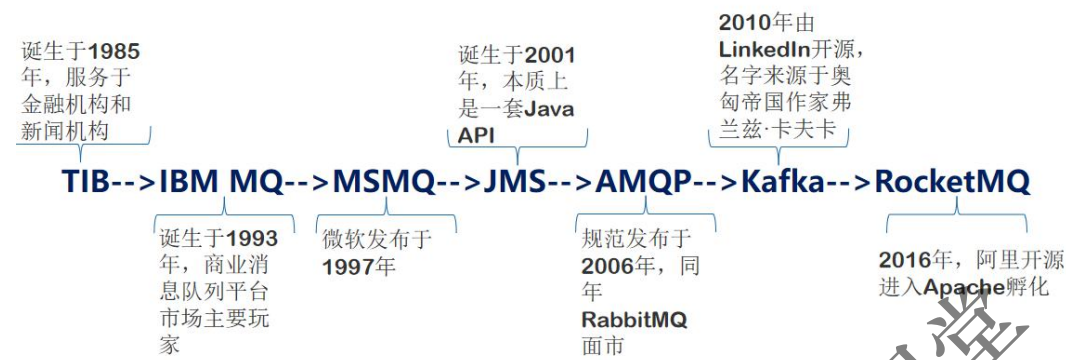 诞生于1985
年，服务于
金融机构和
新闻机构
诞生于2001
年，本质上
是一套Java
API
2010年由
LinkedIn开源，
名字来源于奥
匈帝国作家弗
兰兹·卡夫卡
TIB-->IBM MQ-->MSMQ-->JMS-->AMQP-->Kafka-->RocketMQ
诞生于1993
年，商业消
息队列平台
市场主要玩
家
微软发布于
1997年
规范发布于
2006年，同
年
RabbitMQ
面市
2016年，阿里开源
进入Apache孵化
堂